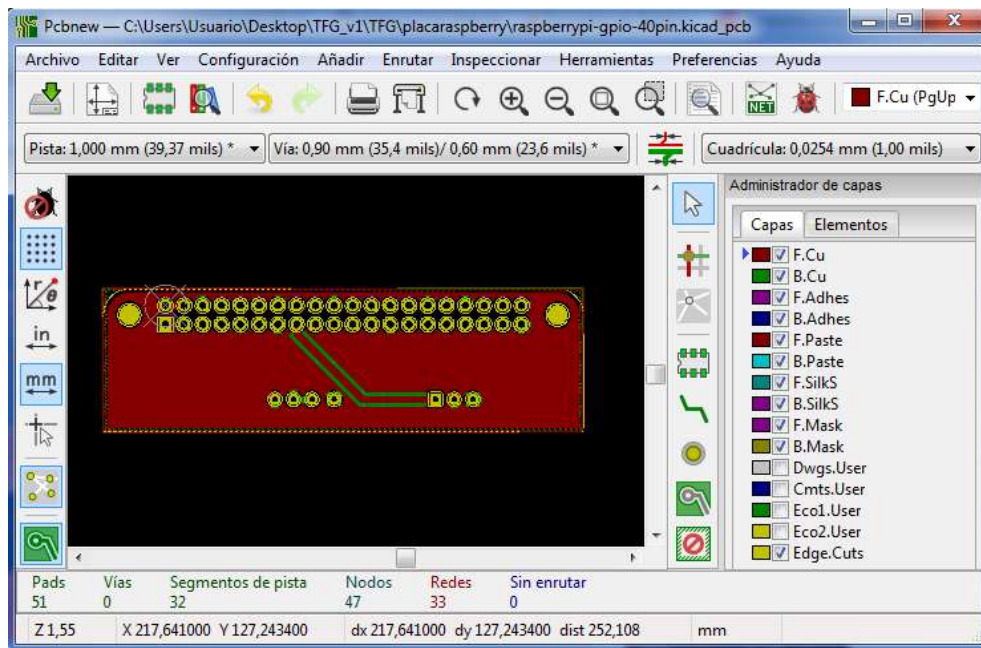 Pcbnew — C:\Users\Usuario\Desktop\TFG_v1\TFG\placaraspberry\raspberrypi-gpio-40pin.kicad_pcb
Archivo Editar Ver Configuración Añadir Enrutar Inspeccionar Herramientas Preferencias Ayuda
NET
F.Cu (PgUp
Pista: 1,000 mm (39,37 mils) *
Vía: 0,90 mm (35,4 mils)/ 0,60 mm (23,6 mils) *
Cuadrícula: 0,0254 mm (1,00 mils)
r/θ
in
mm
Administrador de capas
Capas Elementos
F.Cu
B.Cu
F.Adhes
B.Adhes
F.Paste
B.Paste
F.SilkS
B.SilkS
F.Mask
B.Mask
Dwgs.User
Cmts.User
Eco1.User
Eco2.User
Edge.Cuts
Pads Vías Segmentos de pista Nodos Redes Sin enrutar
51 0 32 47 33 0
Z 1,55 X 217,641000 Y 127,243400 dx 217,641000 dy 127,243400 dist 252,108 mm